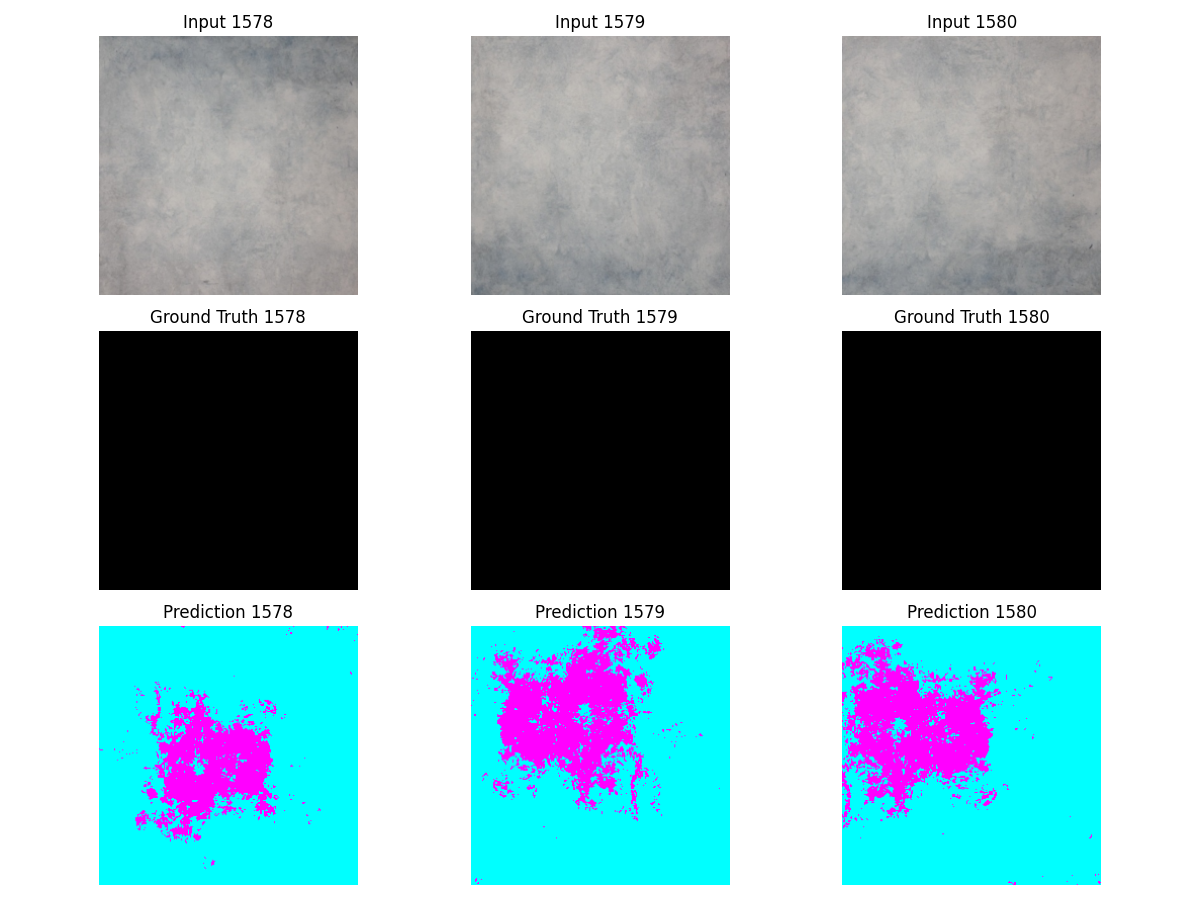 Input 1578
Input 1579
Input 1580
Ground Truth 1578
Ground Truth 1579
Ground Truth 1580
Prediction 1578
Prediction 1579
Prediction 1580